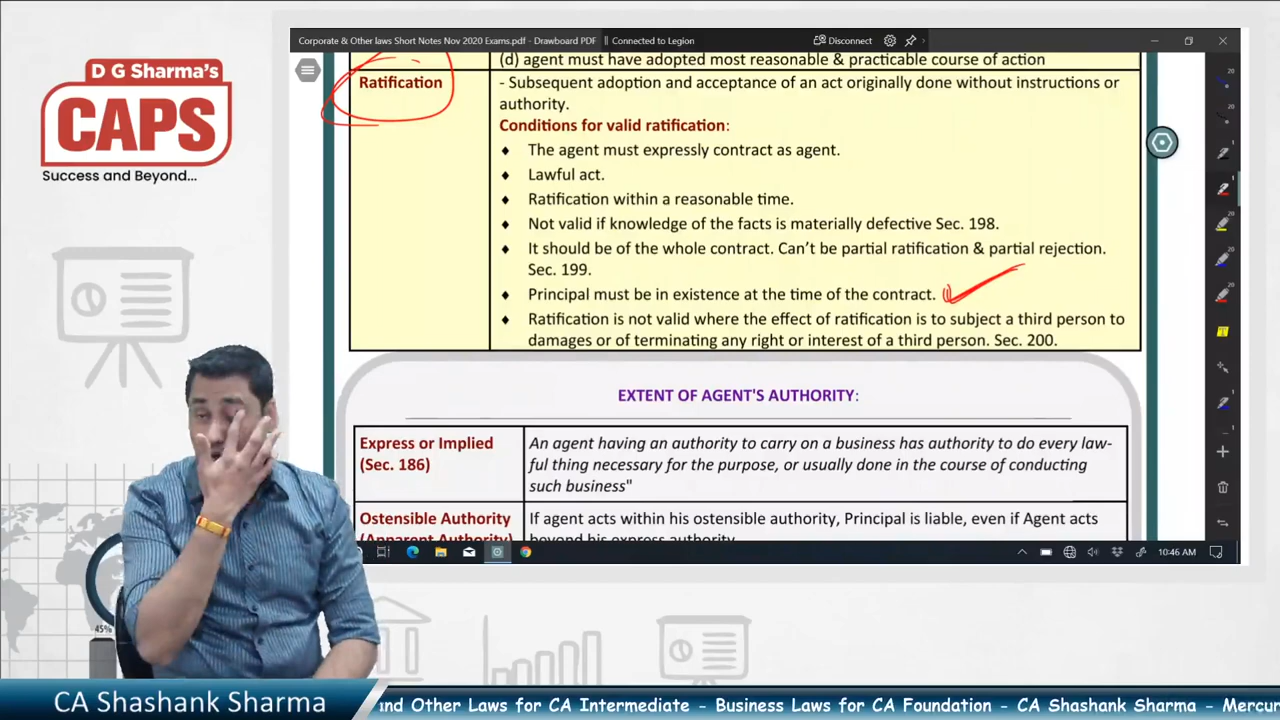 D G Sharma's
CAPS
Success and Beyond...
Corporate & Other laws Short Notes Nov 2020 Exams.pdf - Drawboard PDF
Connected to Legion
Disconnect
(d) agent must have adopted most reasonable & practicable course of action
Ratification
- Subsequent adoption and acceptance of an act originally done without instructions or
authority.
Conditions for valid ratification:
The agent must expressly contract as agent.
Lawful act.
Ratification within a reasonable time.
Not valid if knowledge of the facts is materially defective Sec. 198.
It should be of the whole contract. Can't be partial ratification & partial rejection.
Sec. 199.
Principal must be in existence at the time of the contract.
Ratification is not valid where the effect of ratification is to subject a third person to
damages or of terminating any right or interest of a third person. Sec. 200.
EXTENT OF AGENT'S AUTHORITY:
Express or Implied
(Sec. 186)
An agent having an authority to carry on a business has authority to do every law-
ful thing necessary for the purpose, or usually done in the course of conducting
such business"
Ostensible Authority
(Apparent Authority)
If agent acts within his ostensible authority, Principal is liable, even if Agent acts
beyond his express authority
10:46 AM
45%
CA Shashank Sharma
and Other Laws for CA Intermediate - Business Laws for CA Foundation - CA Shashank Sharma - Mercur